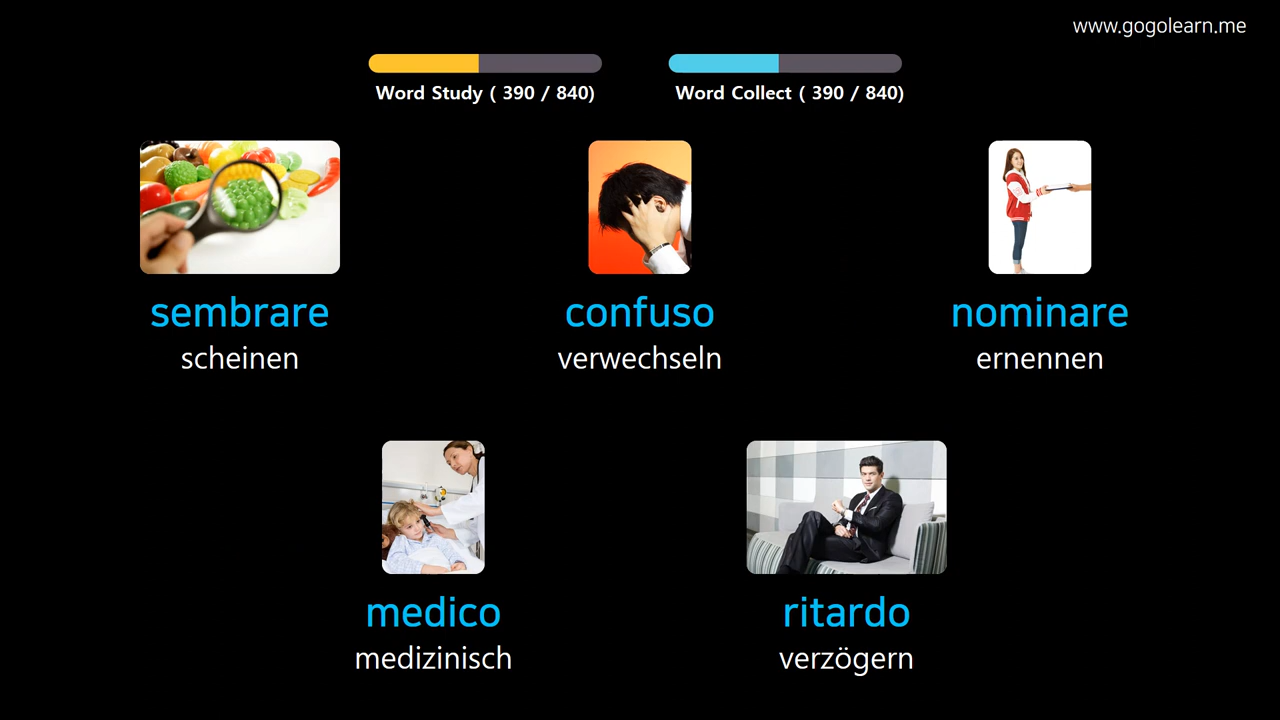 www.gogolearn.me
Word Study ( 390 / 840)
Word Collect ( 390 / 840)
sembrare
scheinen
confuso
verwechseln
nominare
ernennen
medico
medizinisch
ritardo
verzögern